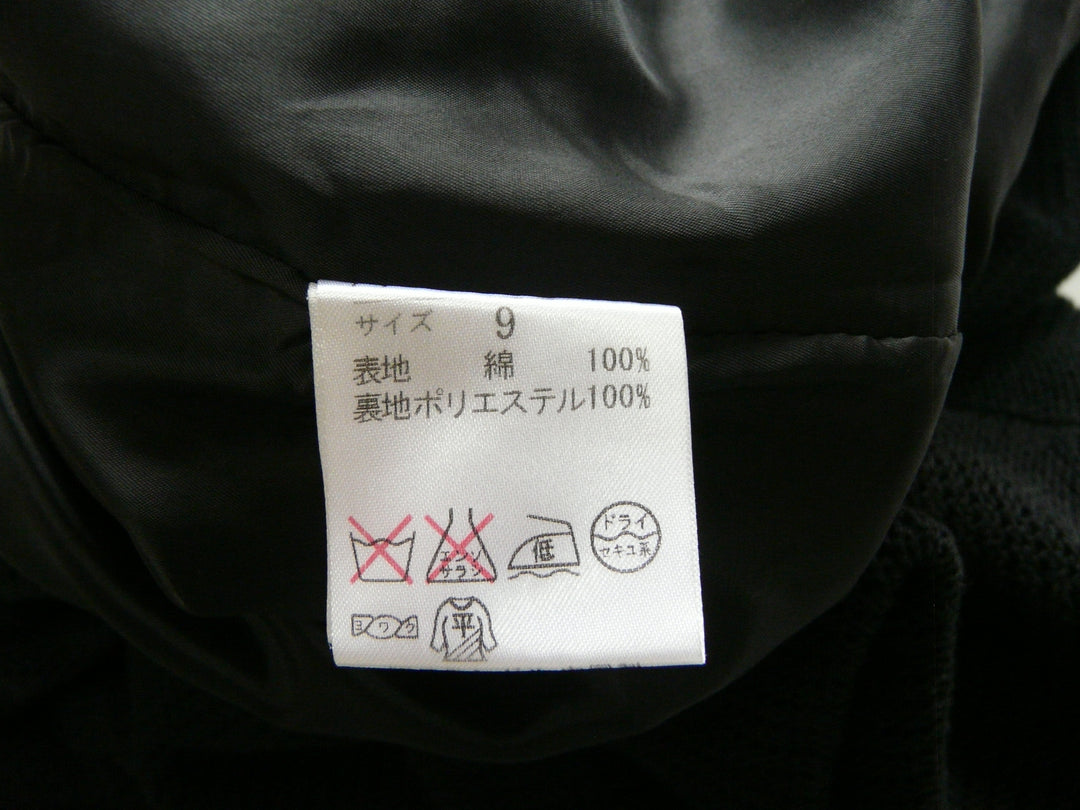 サイズ 9
表地 綿 100%
裏地ポリエステル100%
エンソ
サラシ
低
ドライ
セキユ系
ヨワク
平